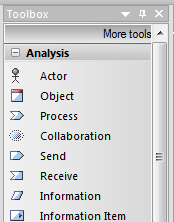 Toolbox
More tools
Analysis
Actor
Object
Process
Collaboration
Send
Receive
Information
Information Item